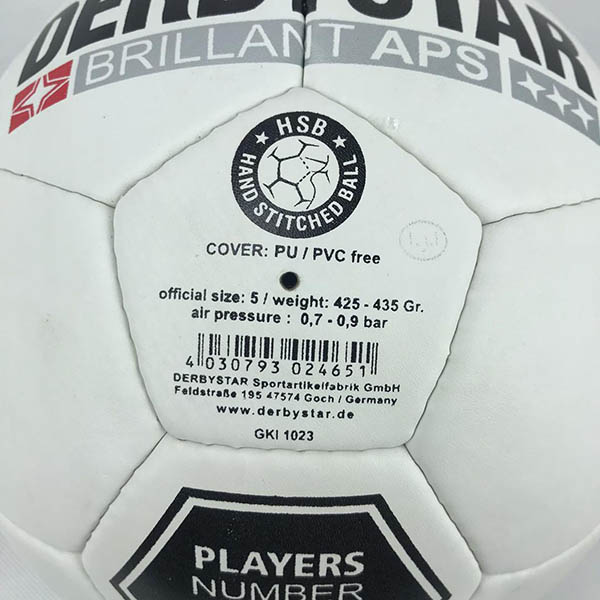 DERBYSTAR
BRILLANT APS
HSB
HAND STITCHED BALL
COVER: PU / PVC free
official size: 5 / weight: 425 - 435 Gr.
air pressure : 0,7 - 0,9 bar
4 030793 024651
DERBYSTAR Sportartikelfabrik GmbH
Feldstraße 195 47574 Goch / Germany
www.derbystar.de
GKI 1023
PLAYERS
NUMBER